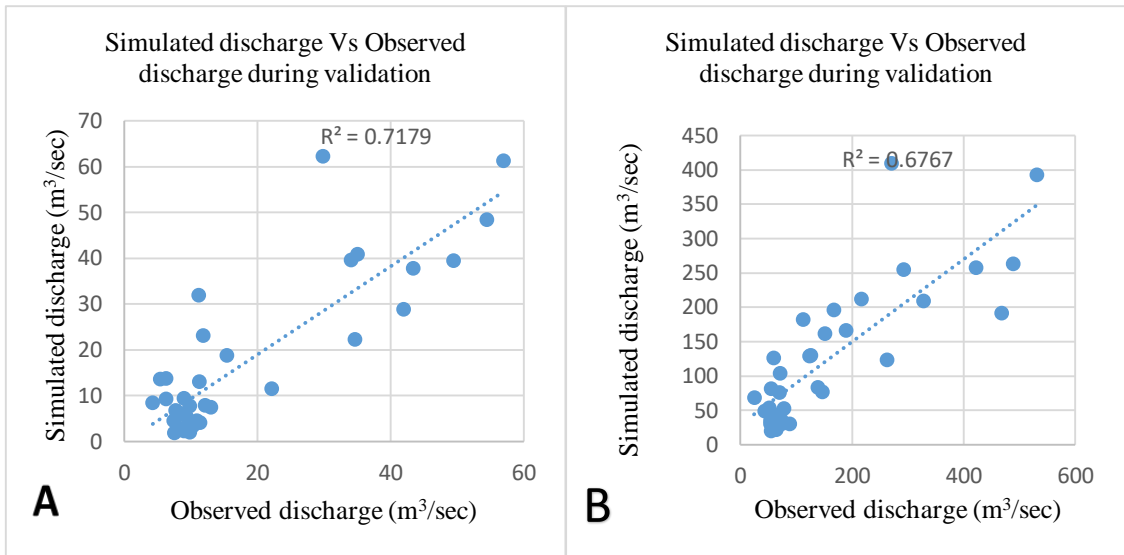 Simulated discharge Vs Observed
discharge during validation
R² = 0.7179
Simulated discharge (m³/sec)
70
60
50
40
30
20
10
0
0 20 40 60
Observed discharge (m³/sec)
A
Simulated discharge Vs Observed
discharge during validation
R² = 0.6767
Simulated discharge (m³/sec)
450
400
350
300
250
200
150
100
50
0
0 200 400 600
Observed discharge (m³/sec)
B